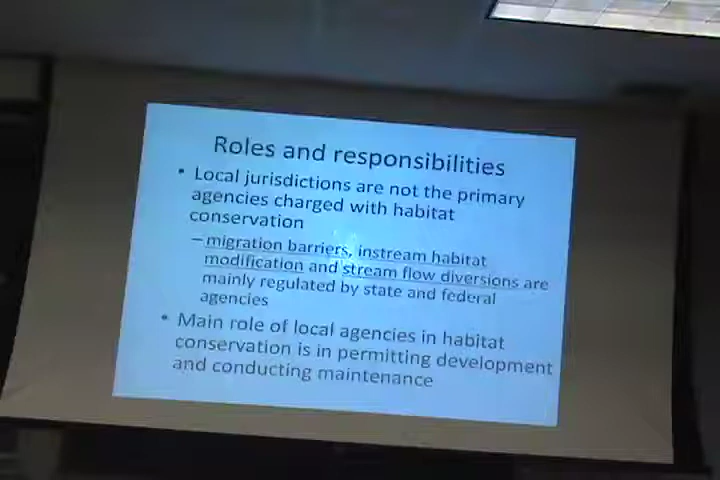 Roles and responsibilities
• Local jurisdictions are not the primary
agencies charged with habitat
conservation
– migration barriers, instream habitat
modification and stream flow diversions are
mainly regulated by state and federal
agencies
• Main role of local agencies in habitat
conservation is in permitting development
and conducting maintenance